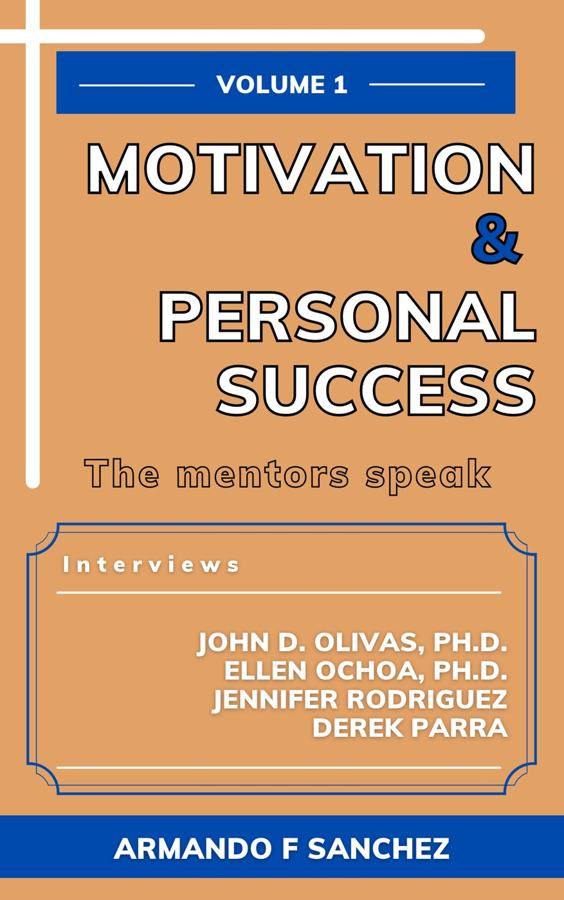 VOLUME 1
MOTIVATION
&
PERSONAL
SUCCESS
The mentors speak
Interviews
JOHN D. OLIVAS, PH.D.
ELLEN OCHOA, PH.D.
JENNIFER RODRIGUEZ
DEREK PARRA
ARMANDO F SANCHEZ